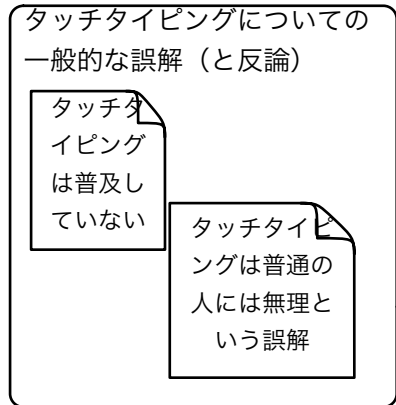 タッチタイピングについての
一般的な誤解（と反論）
タッチタ
イピング
は普及し
ていない
タッチタイピ
ングは普通の
人には無理と
いう誤解